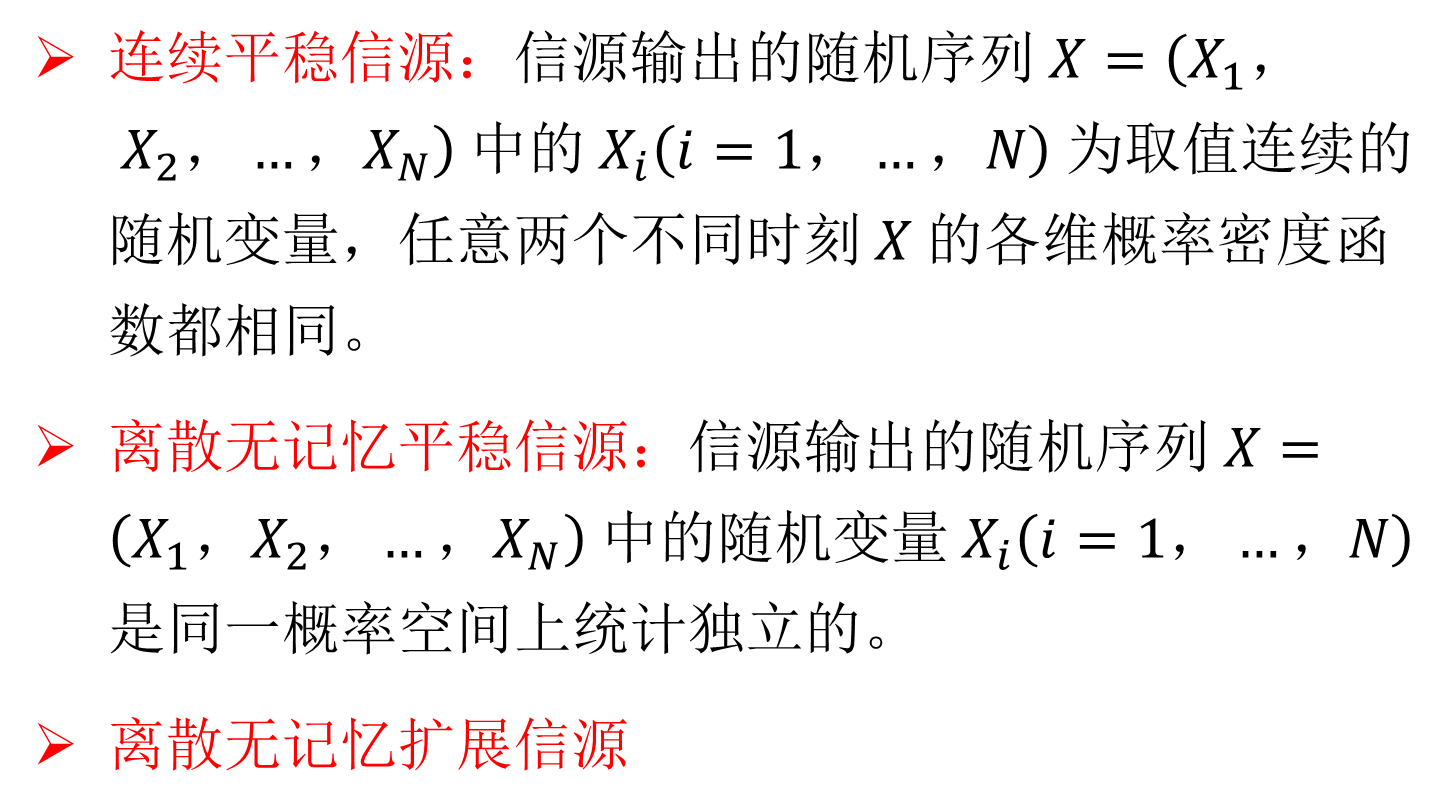 ➢ 连续平稳信源：信源输出的随机序列 X = (X₁，
X₂， …，X_N) 中的 X_i(i = 1， …，N) 为取值连续的
随机变量，任意两个不同时刻 X 的各维概率密度函
数都相同。
➢ 离散无记忆平稳信源：信源输出的随机序列 X =
(X₁，X₂， …，X_N) 中的随机变量 X_i(i = 1， …，N)
是同一概率空间上统计独立的。
➢ 离散无记忆扩展信源